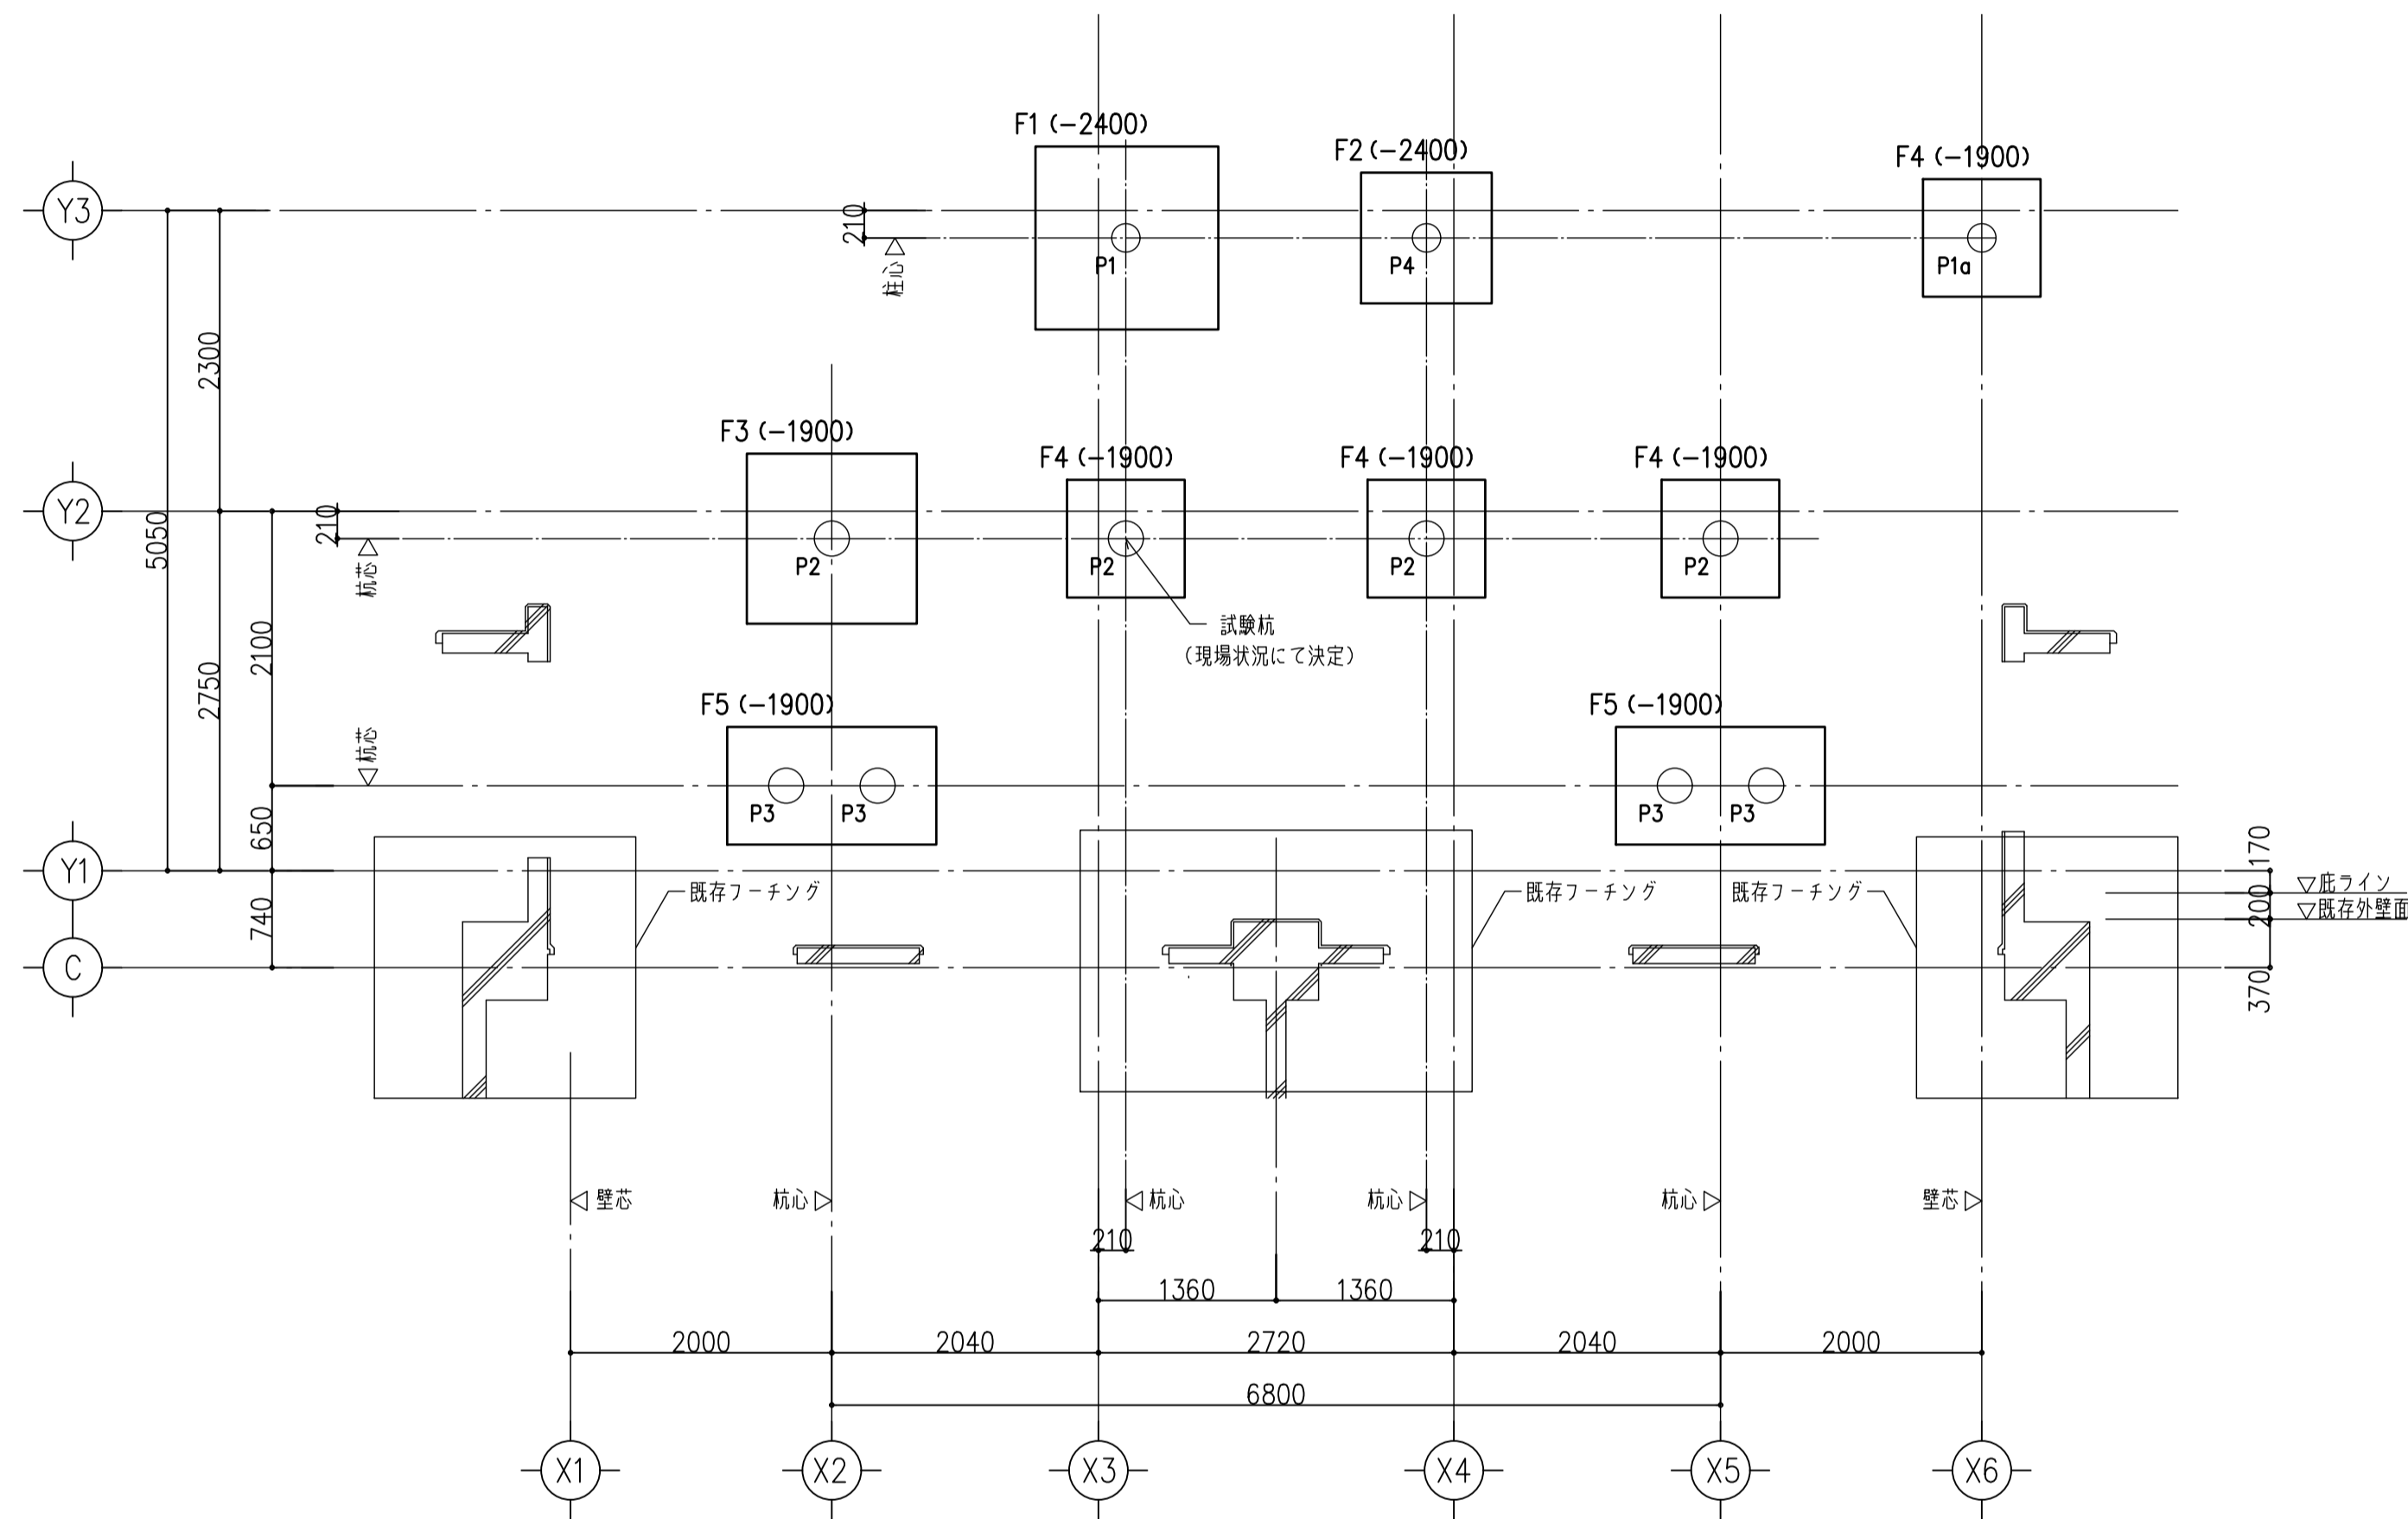 F1 (-2400)
F2 (-2400)
F4 (-1900)
Y3
210
柱心
P1
P4
P1a
2300
F3 (-1900)
F4 (-1900)
F4 (-1900)
F4 (-1900)
Y2
210
5050
杭芯
P2
P2
P2
P2
試験杭
(現場状況にて決定)
2100
2750
F5 (-1900)
F5 (-1900)
杭芯
650
P3
P3
P3
P3
170
Y1
既存フーチング
既存フーチング
既存フーチング
庇ライン
200
既存外壁面
740
C
370
壁芯
杭心
杭心
杭心
杭心
壁芯
210
210
1360
1360
2000
2040
2720
2040
2000
6800
X1
X2
X3
X4
X5
X6